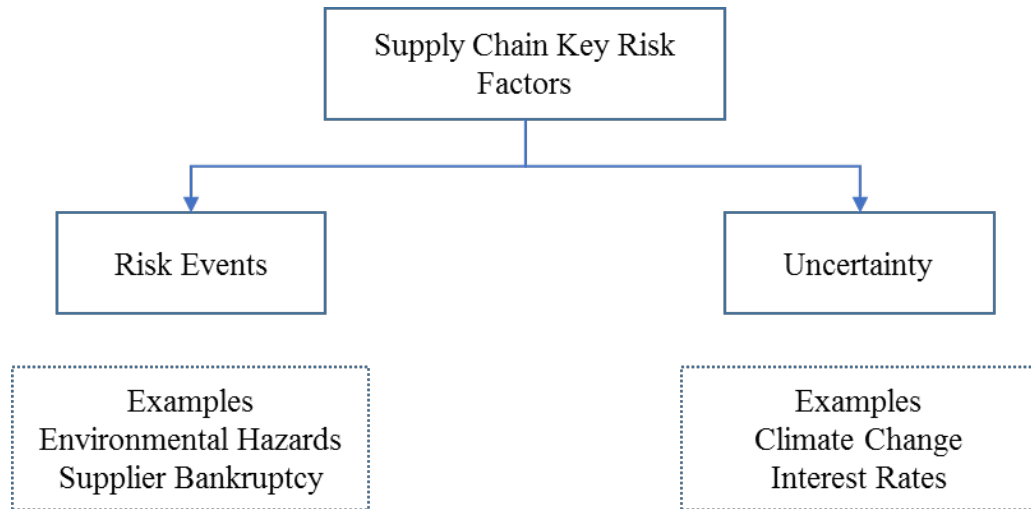 Supply Chain Key Risk
Factors
Risk Events
Uncertainty
Examples
Environmental Hazards
Supplier Bankruptcy
Examples
Climate Change
Interest Rates